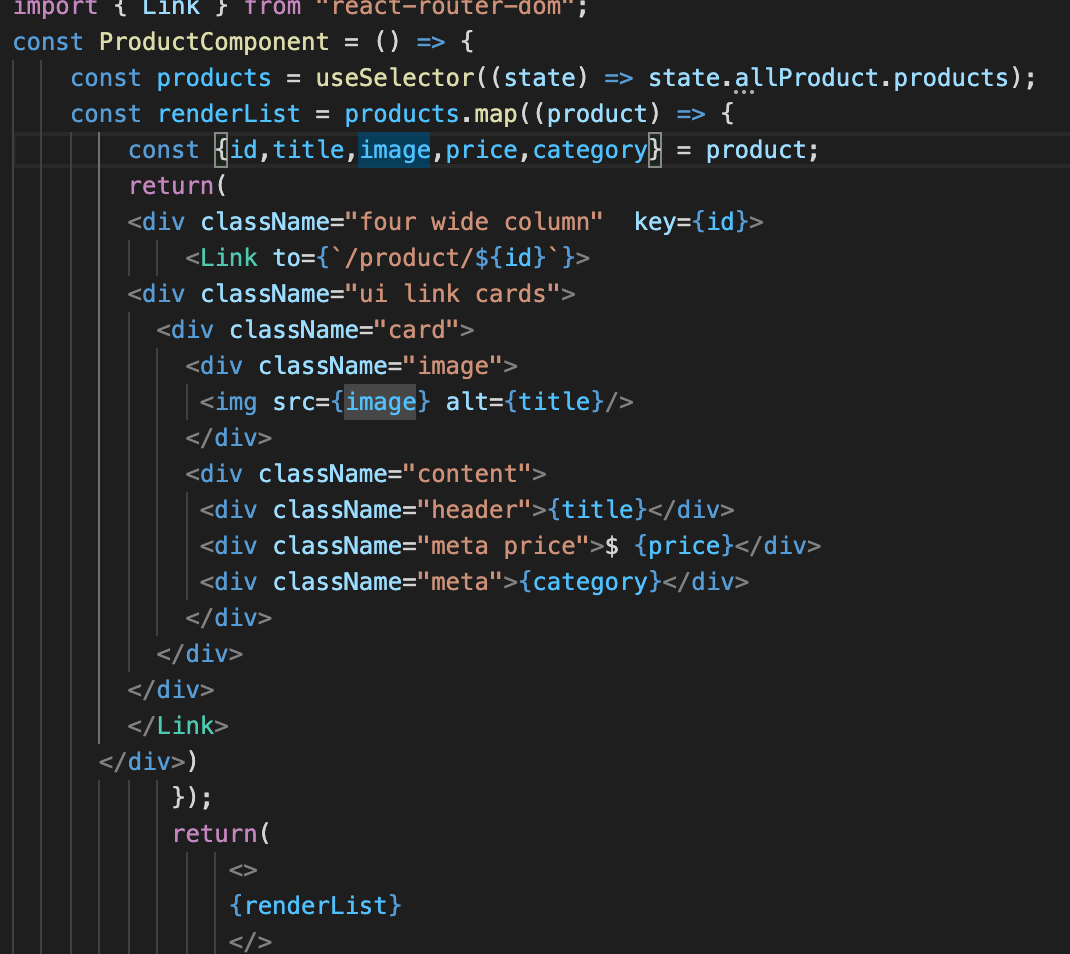 import { Link } from "react-router-dom";
const ProductComponent = () => {
    const products = useSelector((state) => state.allProduct.products);
    const renderList = products.map((product) => {
        const {id,title,image,price,category} = product;
        return(
        <div className="four wide column"  key={id}>
            <Link to={`/product/${id}`}>
        <div className="ui link cards">
          <div className="card">
            <div className="image">
             <img src={image} alt={title}/>
            </div>
            <div className="content">
             <div className="header">{title}</div>
             <div className="meta price">$ {price}</div>
             <div className="meta">{category}</div>
            </div>
          </div>
        </div>
        </Link>
      </div>)
           });
           return(
               <>
               {renderList}
               </>